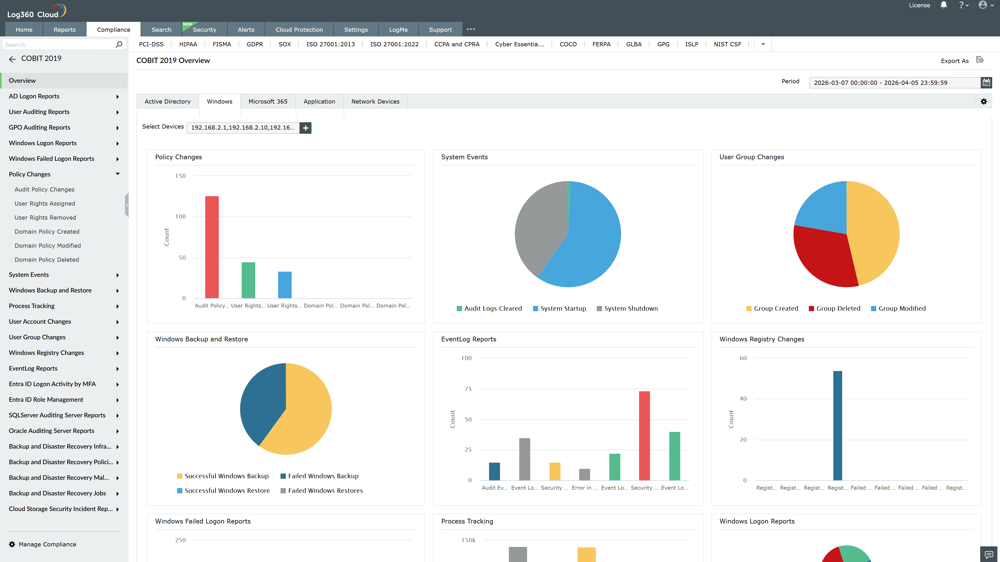 Log360 Cloud
License
?
Home
Reports
Compliance
Search
NEW
Security
Alerts
Cloud Protection
Settings
LogMe
Support
Search
PCI-DSS
HIPAA
FISMA
GDPR
SOX
ISO 27001:2013
ISO 27001:2022
CCPA and CPRA
Cyber Essentia...
COCO
FERPA
GLBA
GPG
ISLP
NIST CSF
COBIT 2019
Overview
AD Logon Reports
User Auditing Reports
GPO Auditing Reports
Windows Logon Reports
Windows Failed Logon Reports
Policy Changes
Audit Policy Changes
User Rights Assigned
User Rights Removed
Domain Policy Created
Domain Policy Modified
Domain Policy Deleted
System Events
Windows Backup and Restore
Process Tracking
User Account Changes
User Group Changes
Windows Registry Changes
EventLog Reports
Entra ID Logon Activity by MFA
Entra ID Role Management
SQLServer Auditing Server Reports
Oracle Auditing Server Reports
Backup and Disaster Recovery Infra...
Backup and Disaster Recovery Polici...
Backup and Disaster Recovery Mal...
Backup and Disaster Recovery Jobs
Cloud Storage Security Incident Rep...
Manage Compliance
COBIT 2019 Overview
Export As
Period
2026-03-07 00:00:00 - 2026-04-05 23:59:59
Active Directory
Windows
Microsoft 365
Application
Network Devices
Select Devices
192.168.2.1,192.168.2.10,192.16...
Policy Changes
150
100
50
0
Count
Audit Policy...
User Rights...
User Rights...
Domain Pol...
Domain Pol...
Domain Pol...
System Events
Audit Logs Cleared
System Startup
System Shutdown
User Group Changes
Group Created
Group Deleted
Group Modified
Windows Backup and Restore
Successful Windows Backup
Failed Windows Backup
Successful Windows Restore
Failed Windows Restores
EventLog Reports
100
75
50
25
0
Count
Audit Ev...
Event Lo...
Security ...
Error in ...
Event Lo...
Security ...
Event Lo...
Windows Registry Changes
60
40
20
0
Count
Regist...
Regist...
Regist...
Regist...
Failed ...
Failed ...
Failed ...
Failed ...
Regist...
Windows Failed Logon Reports
250
Process Tracking
150k
Windows Logon Reports